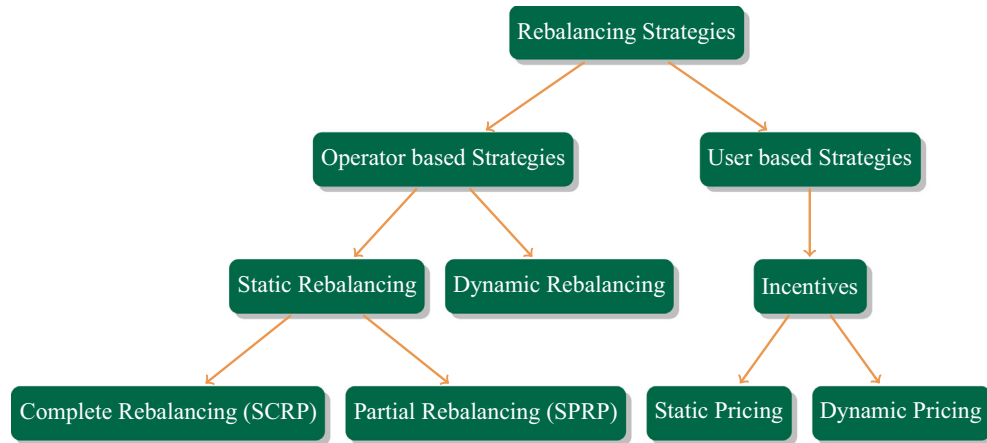 Rebalancing Strategies
Operator based Strategies
User based Strategies
Static Rebalancing
Dynamic Rebalancing
Incentives
Complete Rebalancing (SCRP)
Partial Rebalancing (SPRP)
Static Pricing
Dynamic Pricing